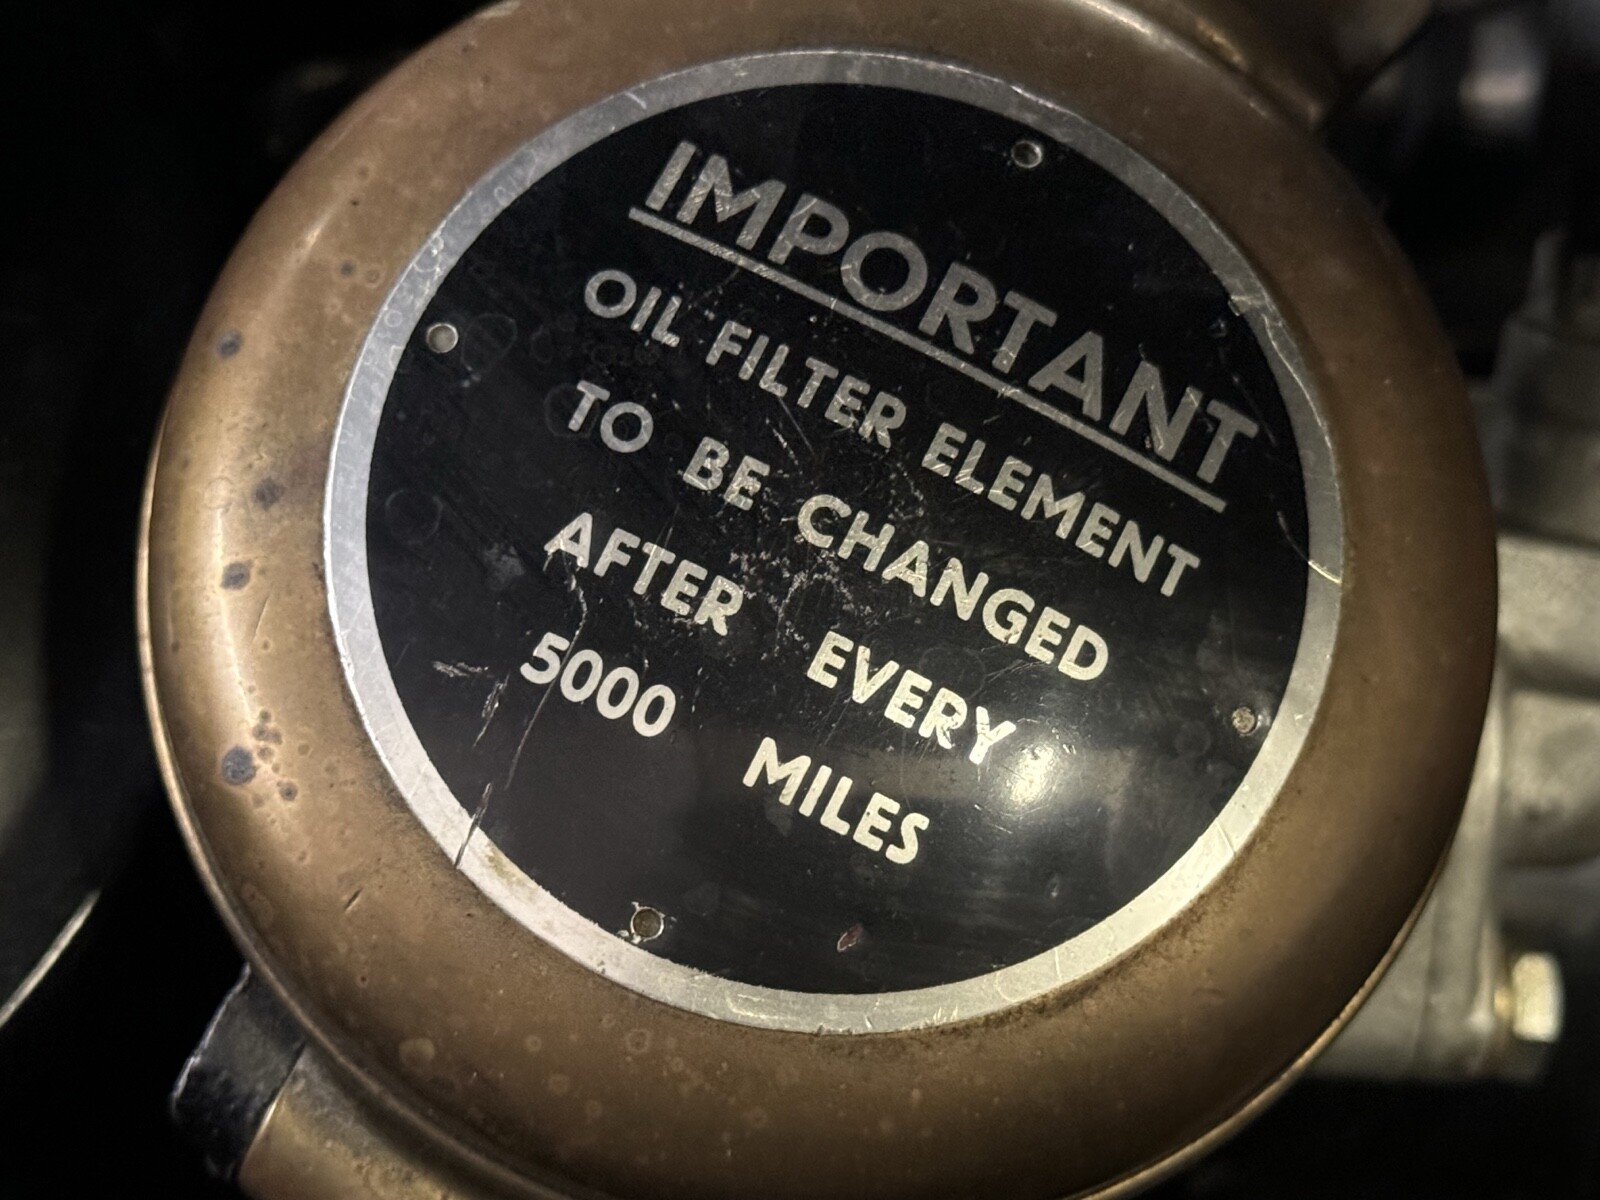 IMPORTANT
OIL FILTER ELEMENT
TO BE CHANGED
AFTER EVERY
5000 MILES